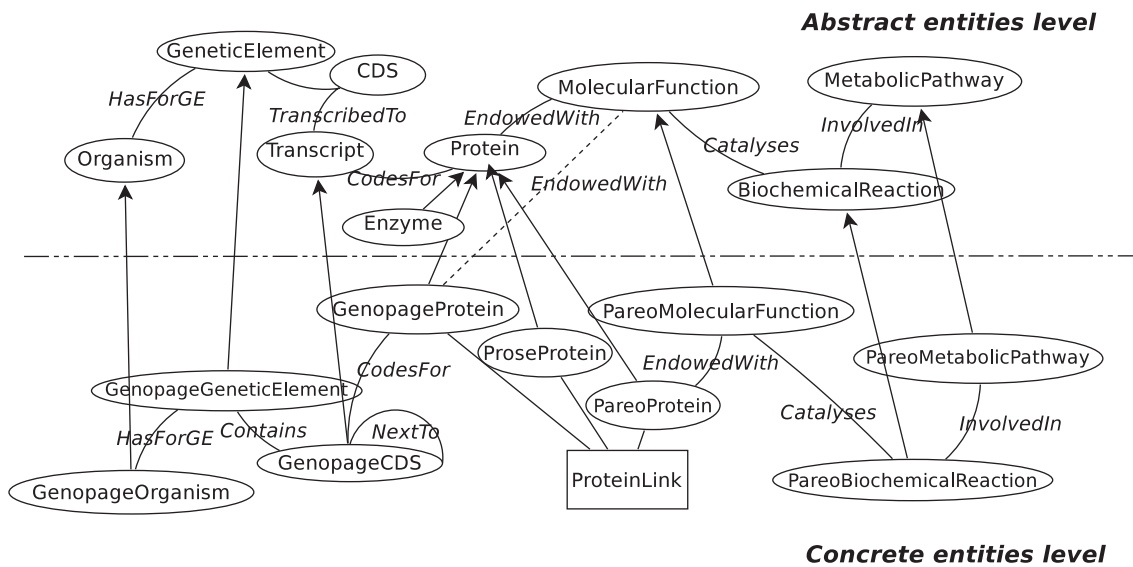 Abstract entities level
GeneticElement
CDS
MolecularFunction
MetabolicPathway
HasForGE
TranscribedTo
EndowedWith
InvolvedIn
Organism
Transcript
Protein
Catalyses
CodesFor
EndowedWith
BiochemicalReaction
Enzyme
GenopageProtein
PareoMolecularFunction
ProseProtein
PareoMetabolicPathway
CodesFor
EndowedWith
GenopageGeneticElement
PareoProtein
Catalyses
HasForGE
Contains
NextTo
InvolvedIn
GenopageCDS
ProteinLink
PareoBiochemicalReaction
GenopageOrganism
Concrete entities level